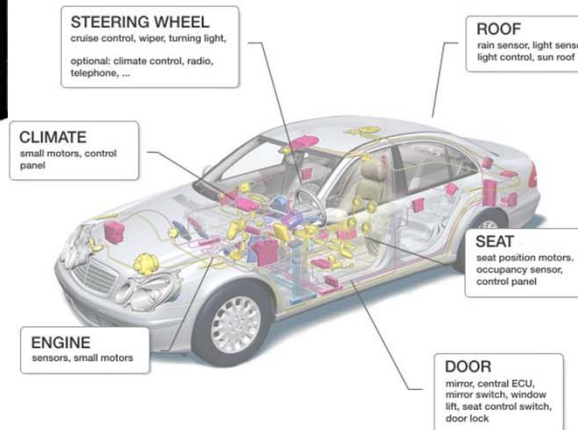 STEERING WHEEL
cruise control, wiper, turning light,
optional: climate control, radio,
telephone, ...
ROOF
rain sensor, light
light control, sun roof
CLIMATE
small motors, control
panel
SEAT
seat position motors.
occupancy sensor,
control panel
ENGINE
sensors, small motors
DOOR
mirror, central ECU,
mirror switch, window
lift, seat control switch,
door lock